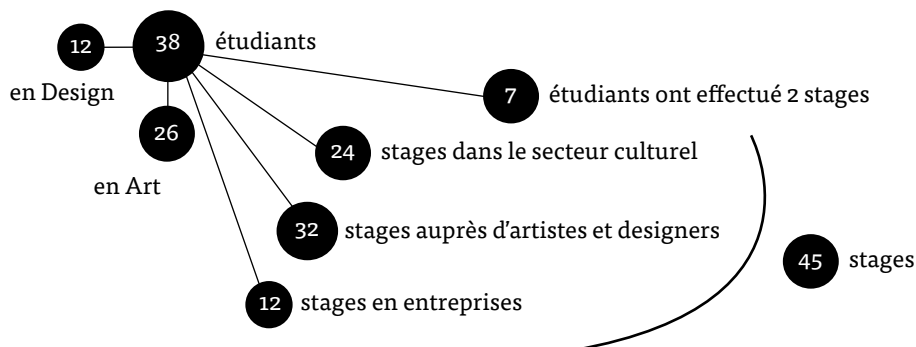 12
38 étudiants
en Design
7 étudiants ont effectué 2 stages
26
24 stages dans le secteur culturel
en Art
32 stages auprès d'artistes et designers
45 stages
12 stages en entreprises